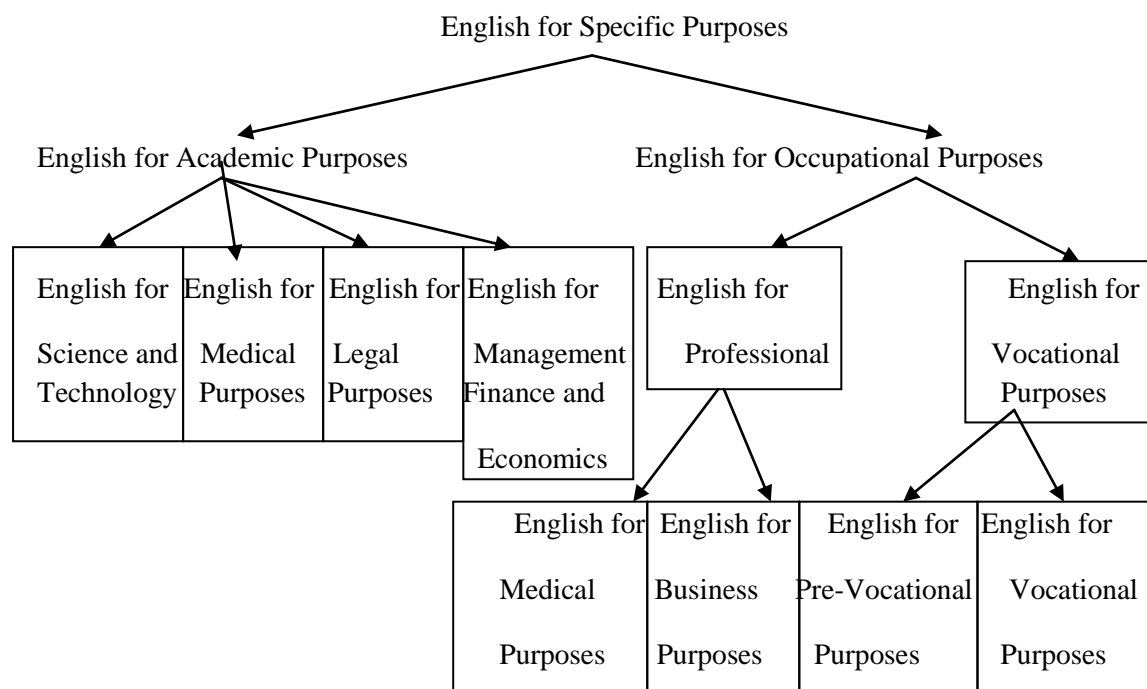 English for Specific Purposes
English for Academic Purposes
English for Occupational Purposes
English for
Science and
Technology
English for
Medical
Purposes
English for
Legal
Purposes
English for
Management
Finance and
Economics
English for
Professional
English for
Vocational
Purposes
English for
Medical
Purposes
English for
Business
Purposes
English for
Pre-Vocational
Purposes
English for
Vocational
Purposes